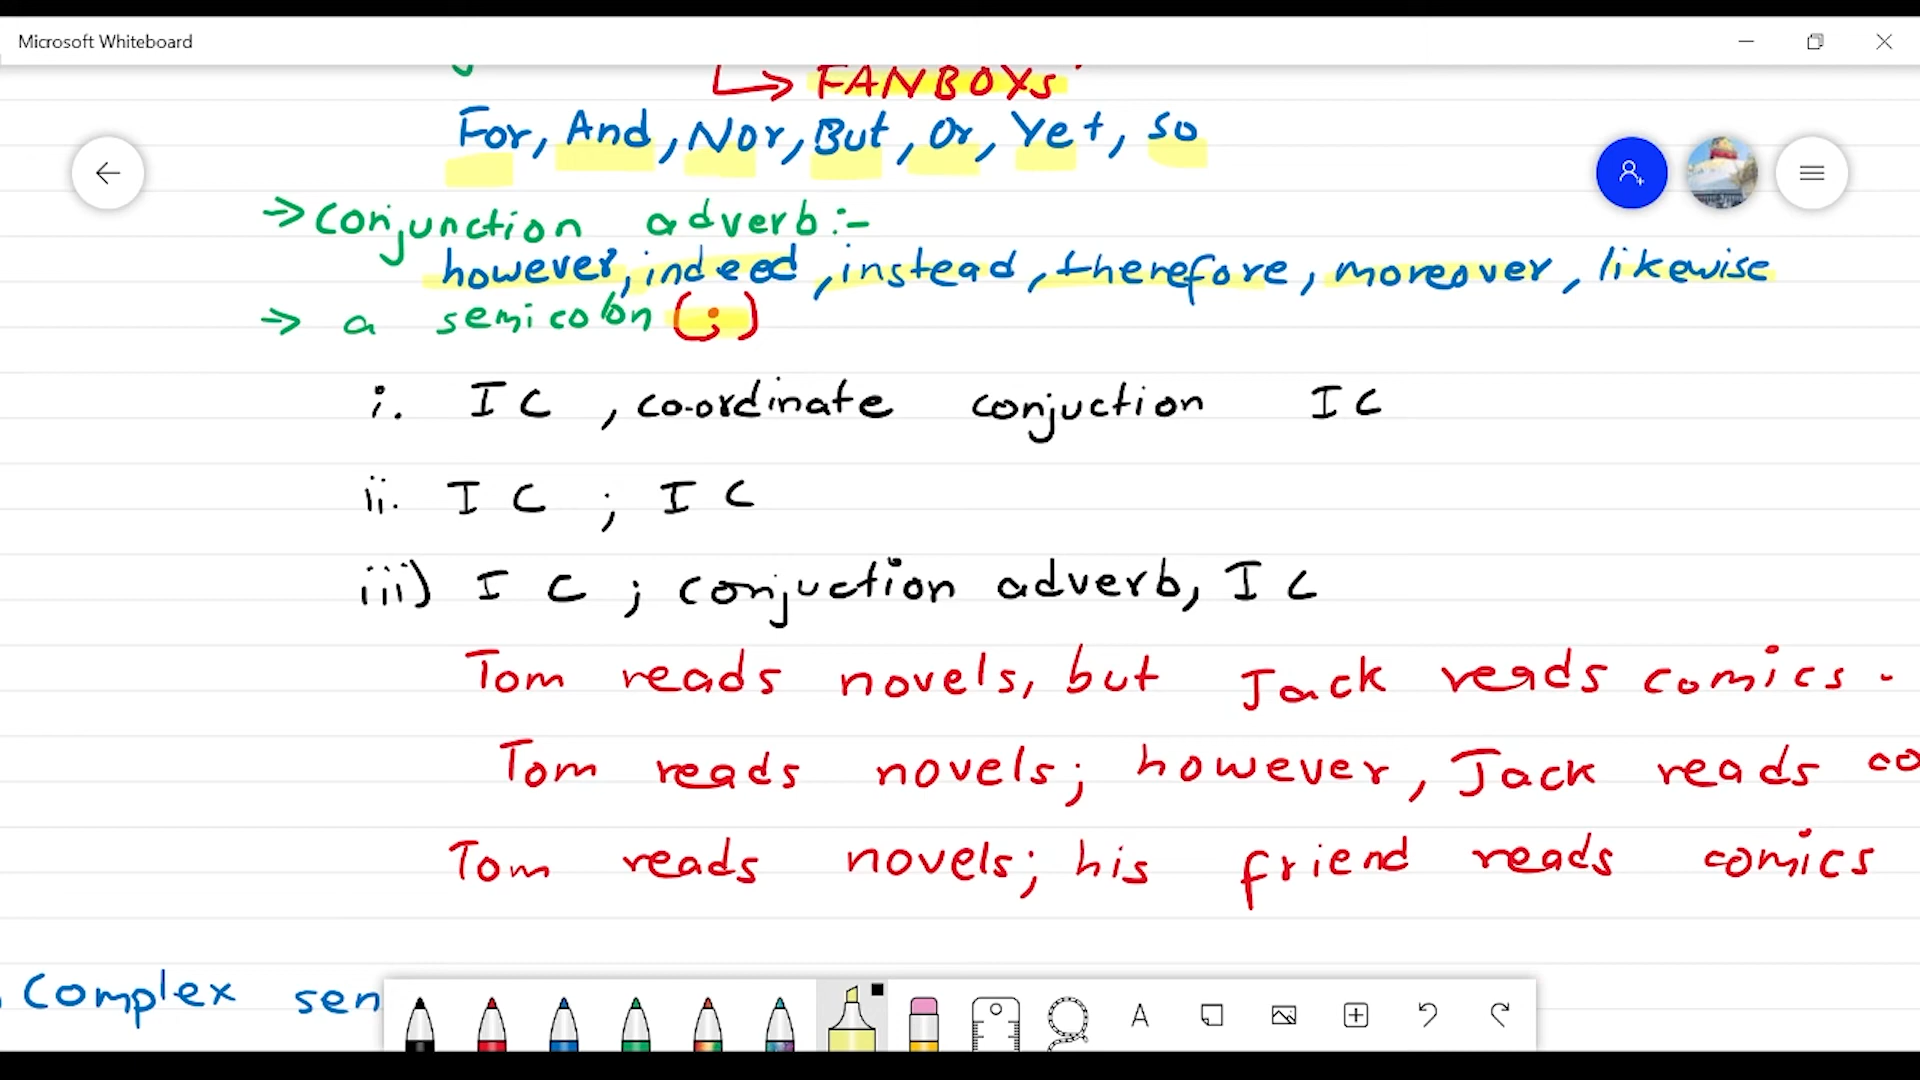 Microsoft Whiteboard
↳ FANBOYs
For, And, Nor, But, Or, Yet, so
→ conjunction adverb:-
however, indeed, instead, therefore, moreover, likewise
→ a semicolon (;)
i. IC , co-ordinate conjuction IC
ii. IC ; IC
iii) IC ; conjuction adverb, IC
Tom reads novels, but Jack reads comics.
Tom reads novels; however, Jack reads co
Tom reads novels; his friend reads comics
Complex sen
A